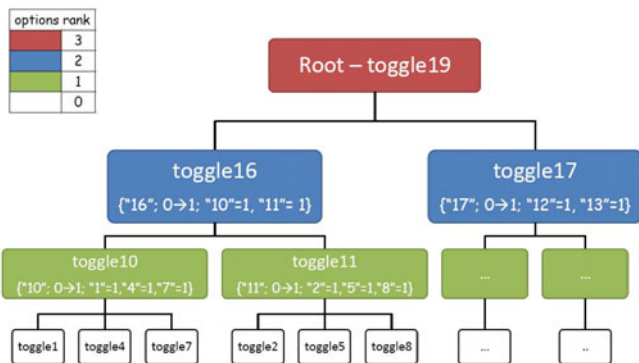 options rank
3
2
1
0
Root – toggle19
toggle16
{"16"; 0→1; "10"=1, "11"= 1}
toggle17
{"17"; 0→1; "12"=1, "13"=1}
toggle10
{"10"; 0→1; "1"=1,"4"=1,"7"=1}
toggle11
{"11"; 0→1; "2"=1,"5"=1,"8"=1}
...
...
toggle1
toggle4
toggle7
toggle2
toggle5
toggle8
...
..